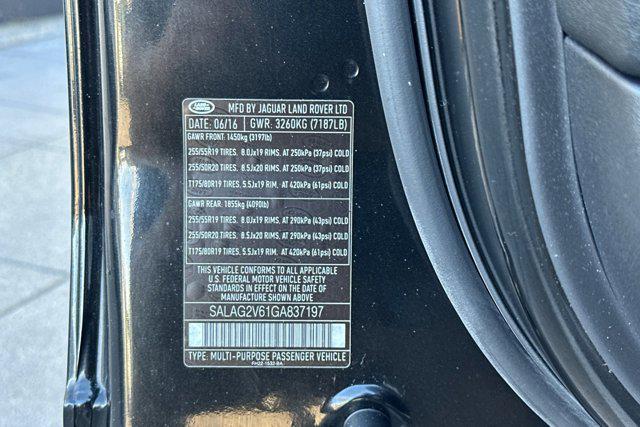 LAND ROVER
MFD BY JAGUAR LAND ROVER LTD
DATE: 06/16 GWR: 3260KG (7187LB)
GAWR FRONT: 1450kg (3197lb)
255/55R19 TIRES, 8.0Jx19 RIMS, AT 250kPa (37psi) COLD
255/50R20 TIRES, 8.5Jx20 RIMS, AT 250kPa (37psi) COLD
T175/80R19 TIRES, 5.5Jx19 RIM, AT 420kPa (61psi) COLD
GAWR REAR: 1855kg (4090lb)
255/55R19 TIRES, 8.0Jx19 RIMS, AT 290kPa (43psi) COLD
255/50R20 TIRES, 8.5Jx20 RIMS, AT 290kPa (43psi) COLD
T175/80R19 TIRES, 5.5Jx19 RIM, AT 420kPa (61psi) COLD
THIS VEHICLE CONFORMS TO ALL APPLICABLE
U.S. FEDERAL MOTOR VEHICLE SAFETY
STANDARDS IN EFFECT ON THE DATE OF
MANUFACTURE SHOWN ABOVE
SALAG2V61GA837197
TYPE: MULTI-PURPOSE PASSENGER VEHICLE
FH22-1532-BA